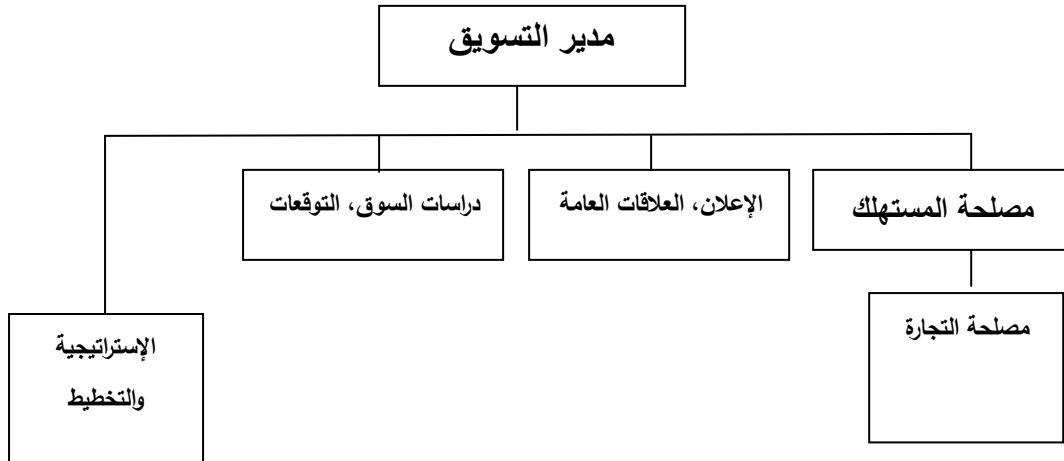 مدير التسويق
مصلحة المستهلك
الإعلان، العلاقات العامة
دراسات السوق، التوقعات
مصلحة التجارة
الإستراتيجية
والتخطيط